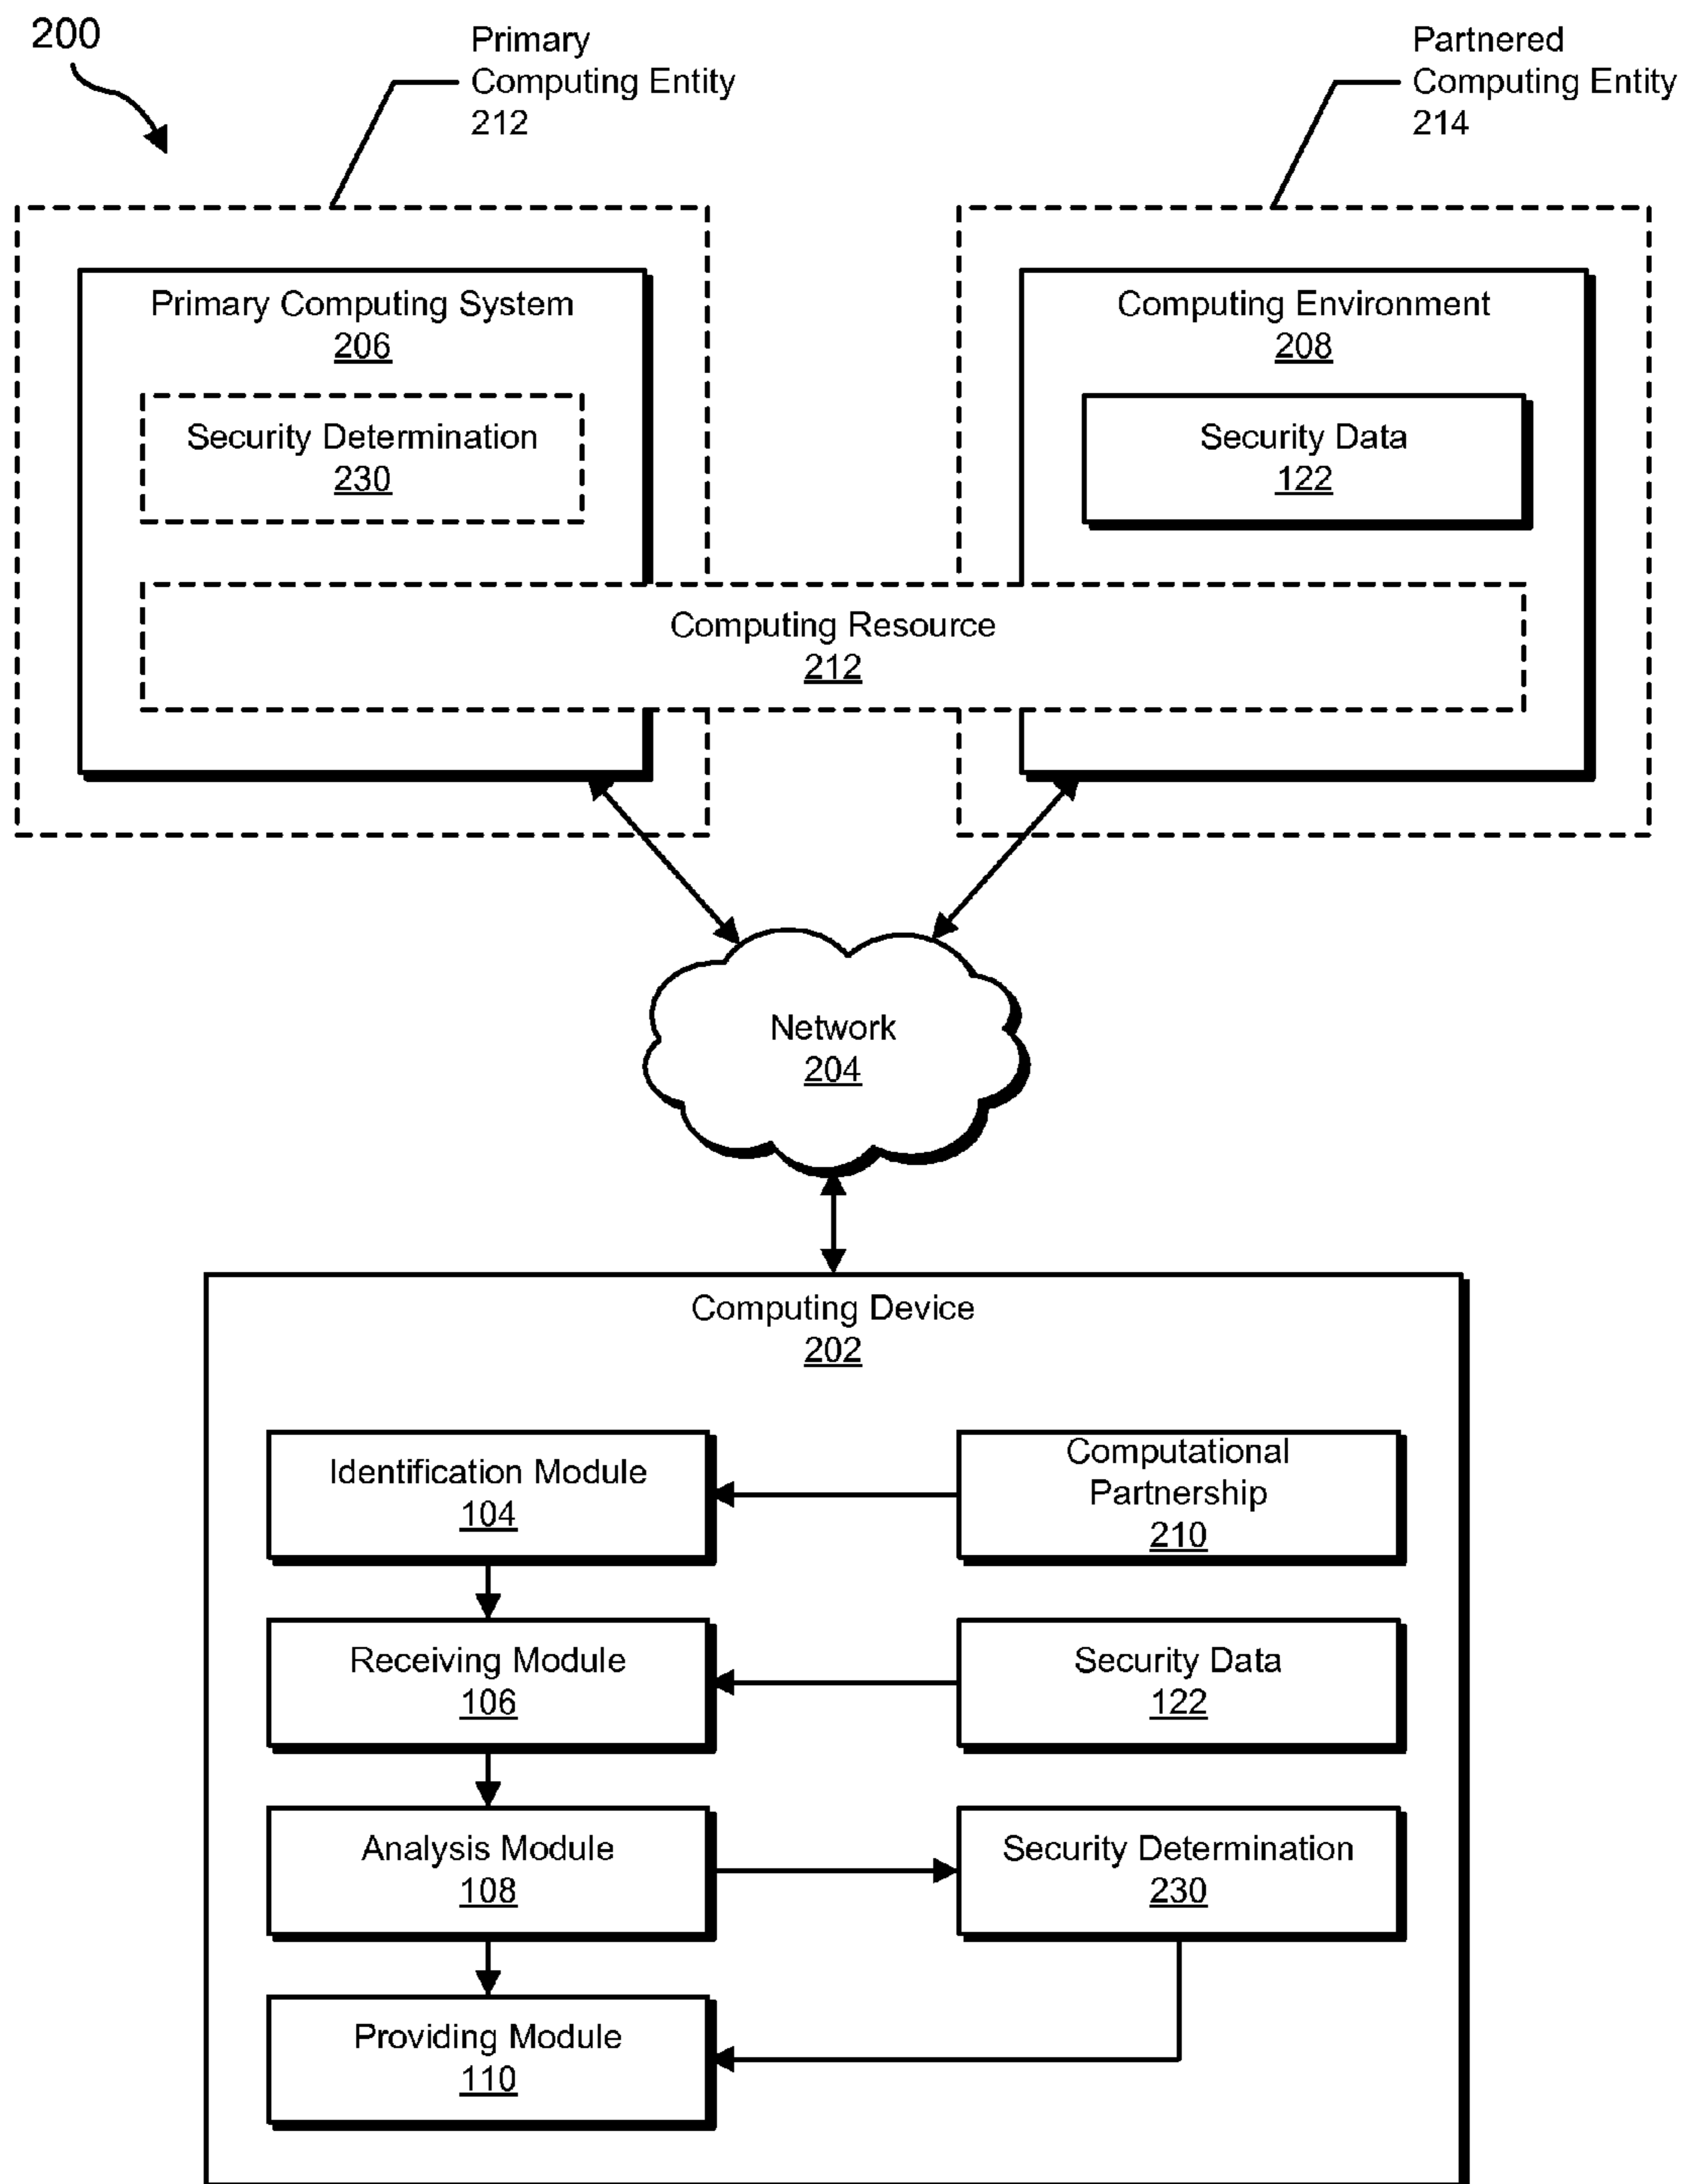 200
Primary
Computing Entity
212
Partnered
Computing Entity
214
Primary Computing System
206
Security Determination
230
Computing Environment
208
Security Data
122
Computing Resource
212
Network
204
Computing Device
202
Identification Module
104
Computational
Partnership
210
Receiving Module
106
Security Data
122
Analysis Module
108
Security Determination
230
Providing Module
110